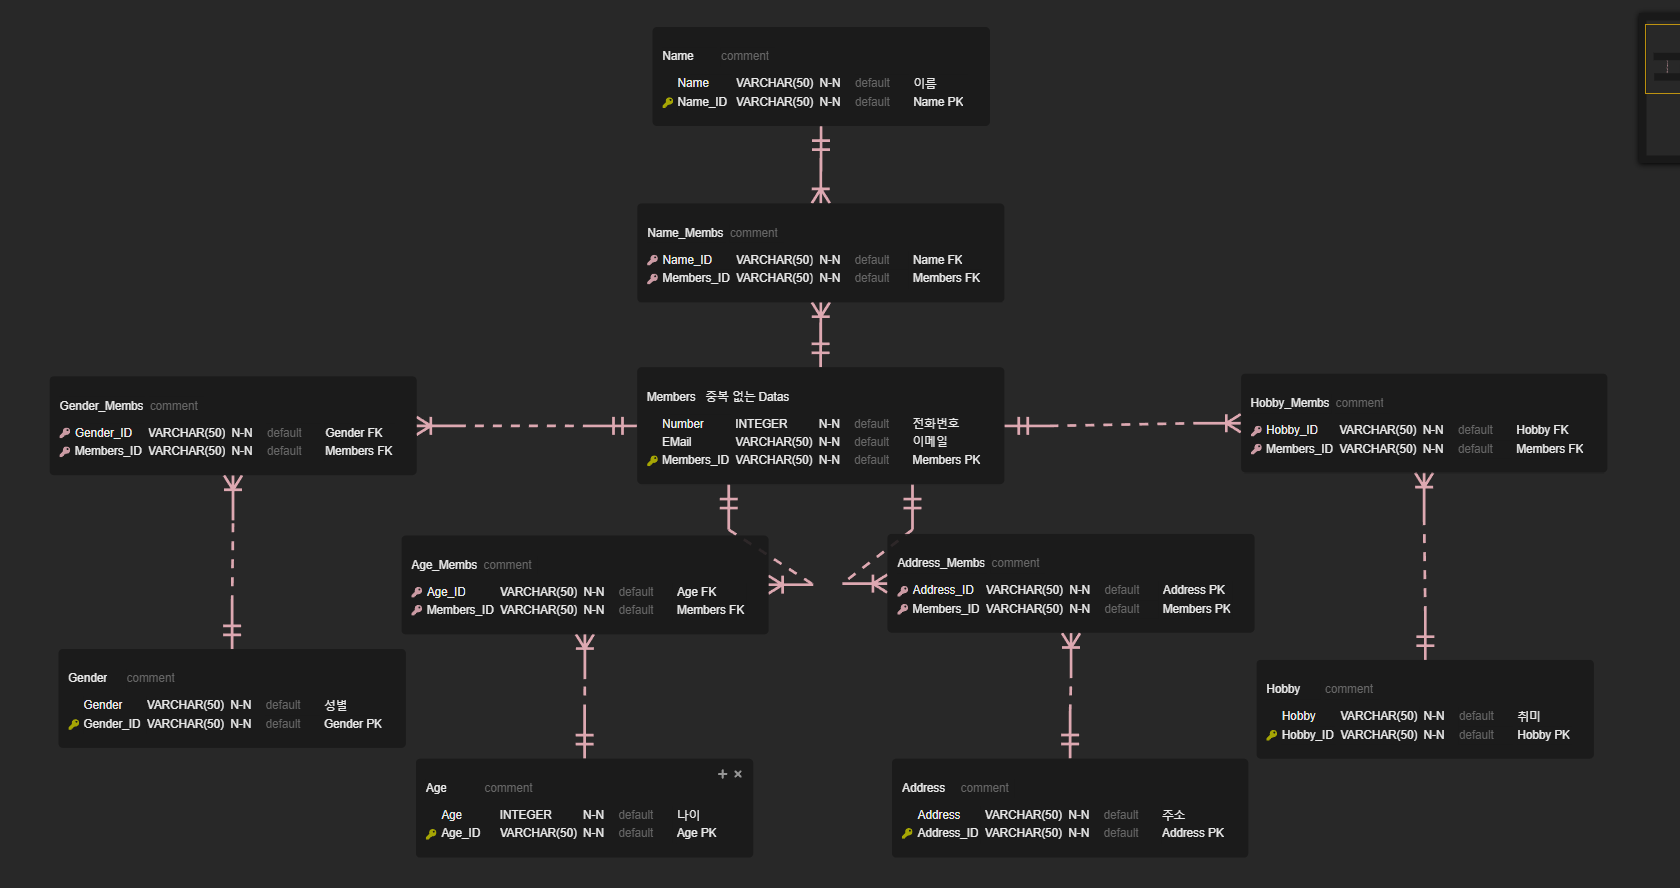 Name comment
Name VARCHAR(50) N-N default 이름
Name_ID VARCHAR(50) N-N default Name PK
Name_Membs comment
Name_ID VARCHAR(50) N-N default Name FK
Members_ID VARCHAR(50) N-N default Members FK
Gender_Membs comment
Gender_ID VARCHAR(50) N-N default Gender FK
Members_ID VARCHAR(50) N-N default Members FK
Members 중복 없는 Datas
Number INTEGER N-N default 전화번호
EMail VARCHAR(50) N-N default 이메일
Members_ID VARCHAR(50) N-N default Members PK
Hobby_Membs comment
Hobby_ID VARCHAR(50) N-N default Hobby FK
Members_ID VARCHAR(50) N-N default Members FK
Age_Membs comment
Age_ID VARCHAR(50) N-N default Age FK
Members_ID VARCHAR(50) N-N default Members FK
Address_Membs comment
Address_ID VARCHAR(50) N-N default Address PK
Members_ID VARCHAR(50) N-N default Members PK
Gender comment
Gender VARCHAR(50) N-N default 성별
Gender_ID VARCHAR(50) N-N default Gender PK
Hobby comment
Hobby VARCHAR(50) N-N default 취미
Hobby_ID VARCHAR(50) N-N default Hobby PK
Age comment
Age INTEGER N-N default 나이
Age_ID VARCHAR(50) N-N default Age PK
Address comment
Address VARCHAR(50) N-N default 주소
Address_ID VARCHAR(50) N-N default Address PK